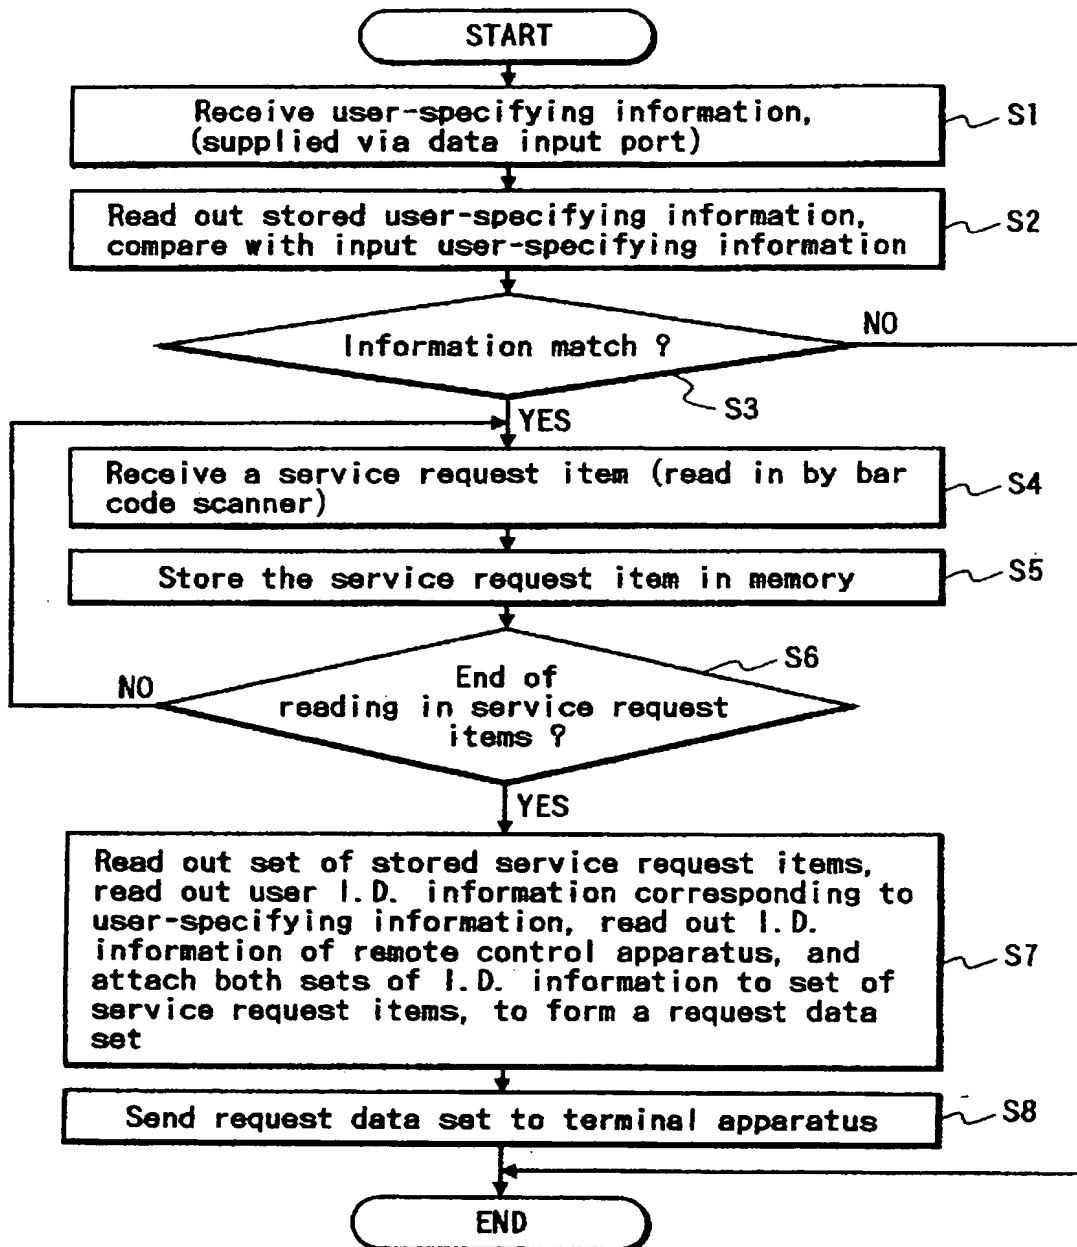 START
Receive user-specifying information,
(supplied via data input port)
S1
Read out stored user-specifying information,
compare with input user-specifying information
S2
Information match ?
NO
S3
YES
Receive a service request item (read in by bar
code scanner)
S4
Store the service request item in memory
S5
End of
reading in service request
items ?
S6
NO
YES
Read out set of stored service request items,
read out user I.D. information corresponding to
user-specifying information, read out I.D.
information of remote control apparatus, and
attach both sets of I.D. information to set of
service request items, to form a request data
set
S7
Send request data set to terminal apparatus
S8
END